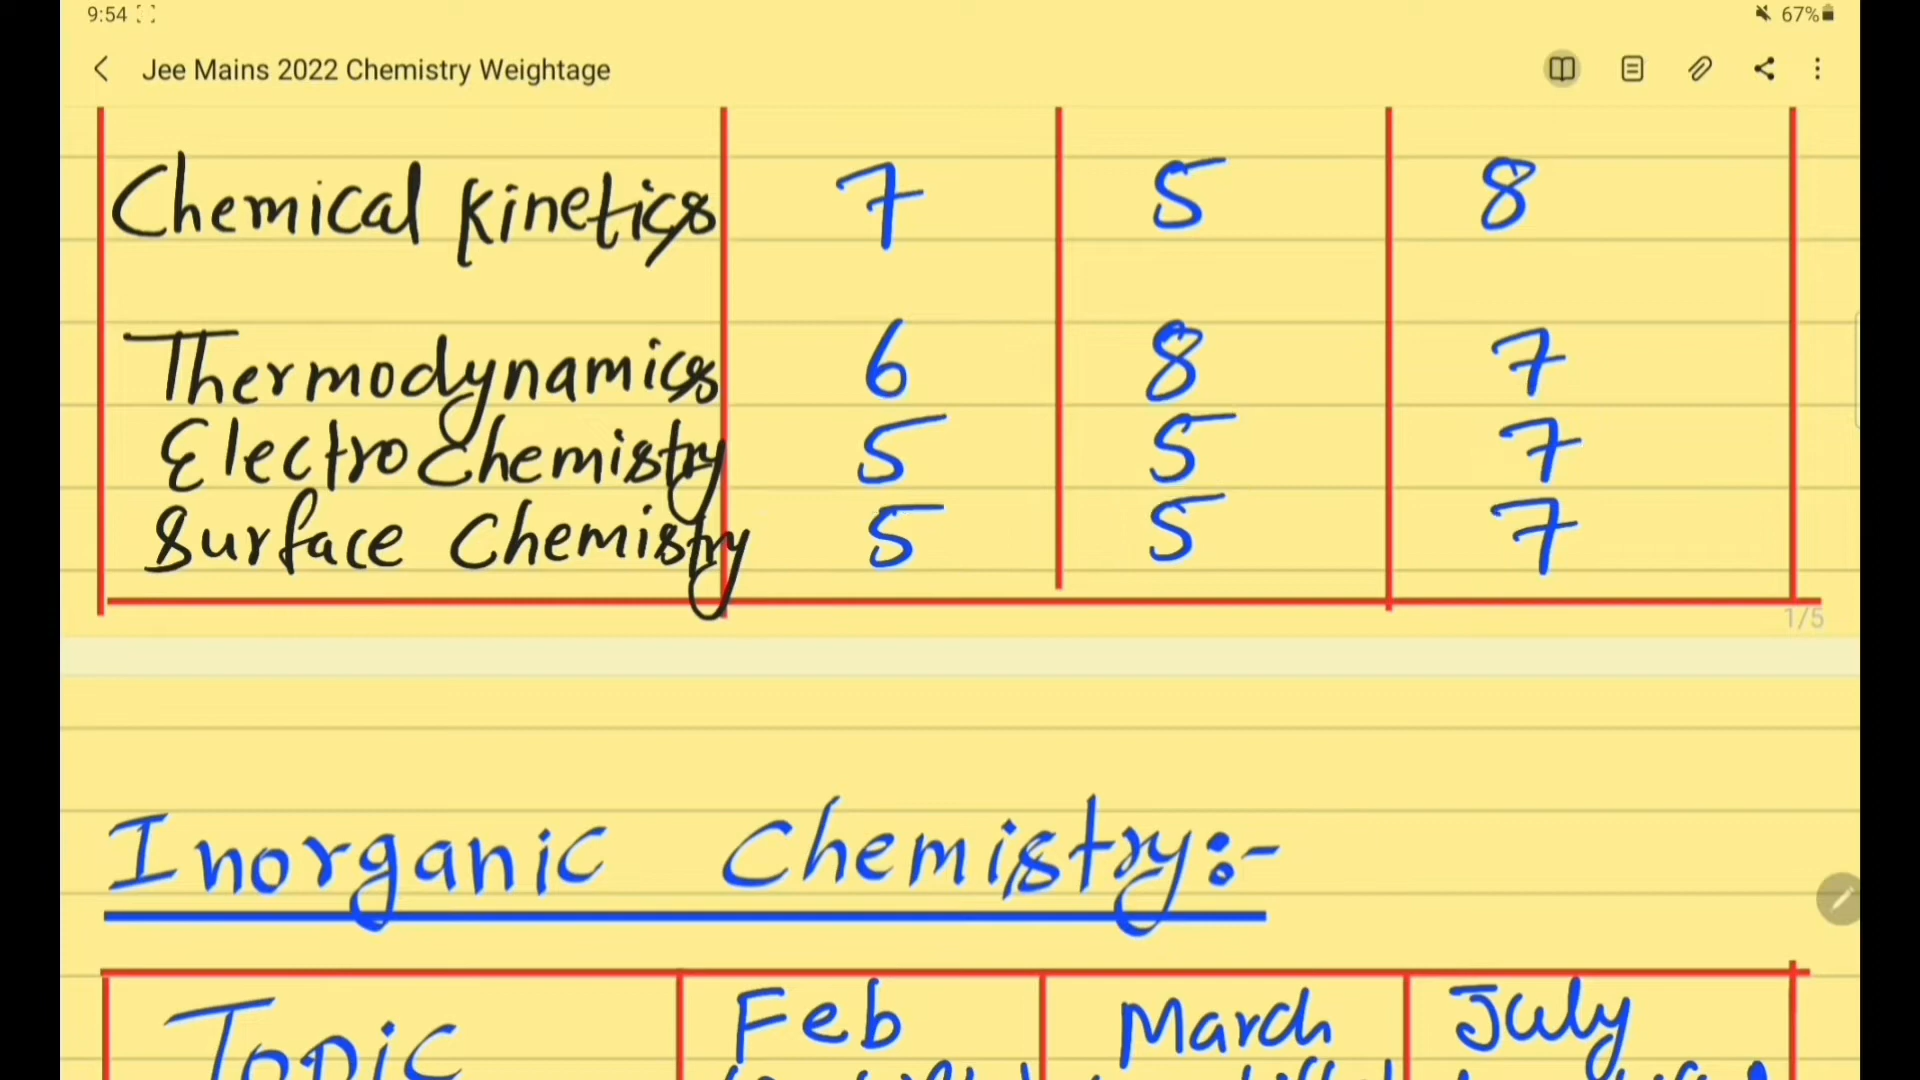 9:54 67%
Jee Mains 2022 Chemistry Weightage
Chemical Kinetics 7 5 8
Thermodynamics 6 8 7
Electro Chemistry 5 5 7
Surface Chemistry 5 5 7
1/5
Inorganic Chemistry:-
Topic Feb March July